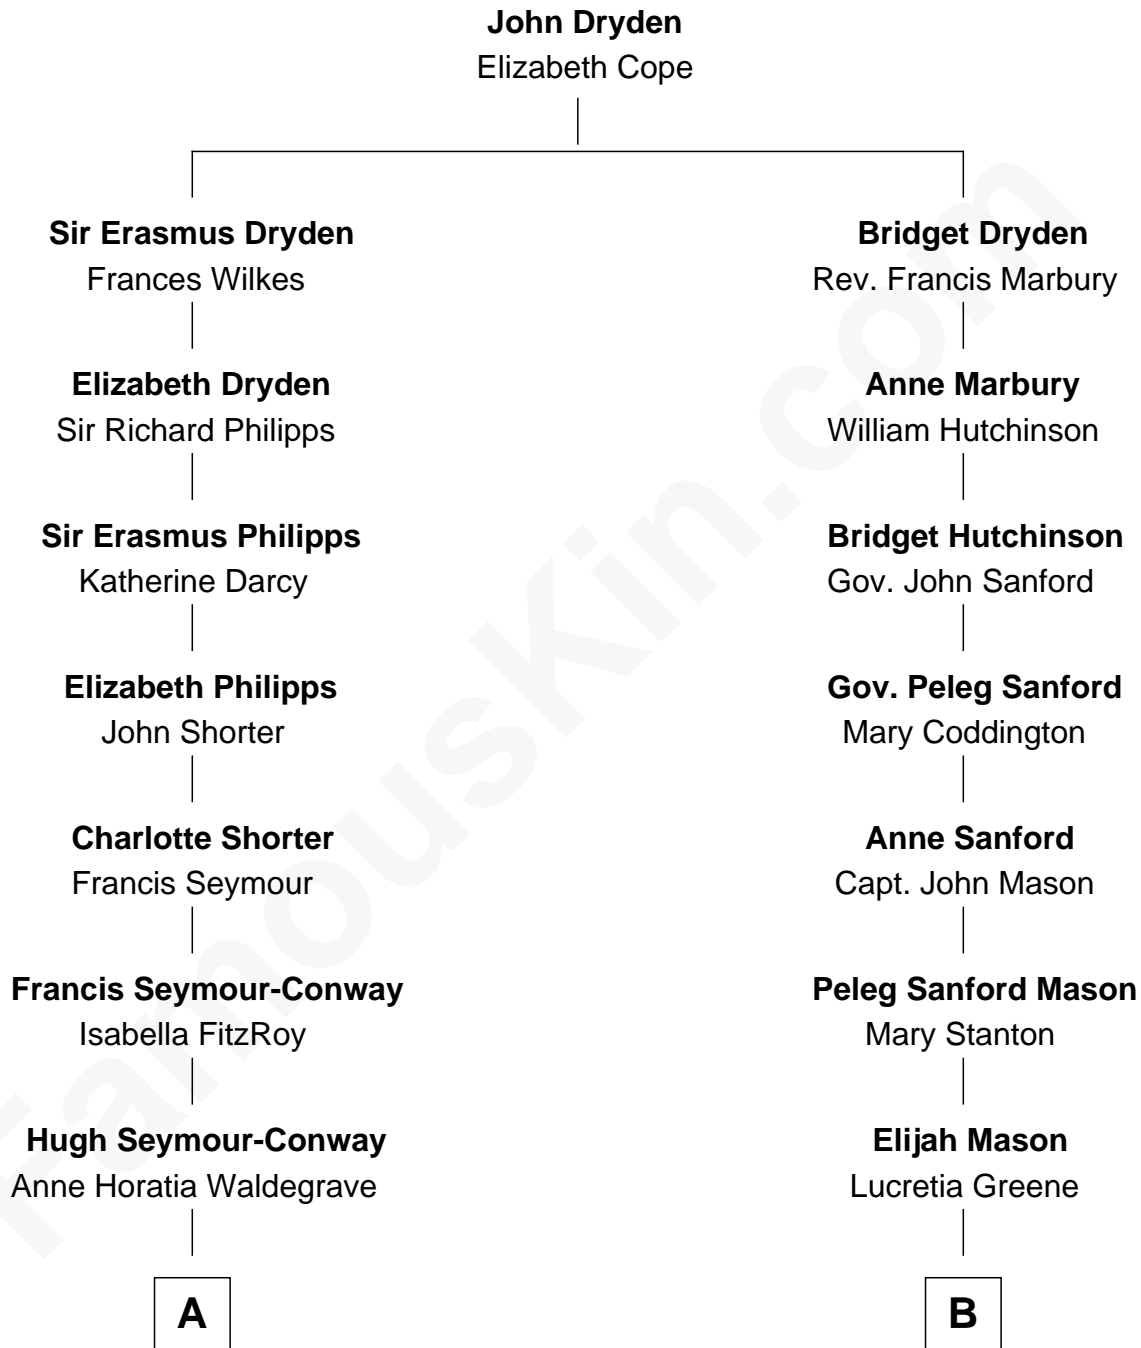 John Dryden
Elizabeth Cope
Sir Erasmus Dryden
Frances Wilkes
Bridget Dryden
Rev. Francis Marbury
Elizabeth Dryden
Sir Richard Philipps
Anne Marbury
William Hutchinson
Sir Erasmus Philipps
Katherine Darcy
Bridget Hutchinson
Gov. John Sanford
Elizabeth Philipps
John Shorter
Gov. Peleg Sanford
Mary Coddington
Charlotte Shorter
Francis Seymour
Anne Sanford
Capt. John Mason
Francis Seymour-Conway
Isabella FitzRoy
Peleg Sanford Mason
Mary Stanton
Hugh Seymour-Conway
Anne Horatia Waldegrave
Elijah Mason
Lucretia Greene
A
B
FamousKin.com